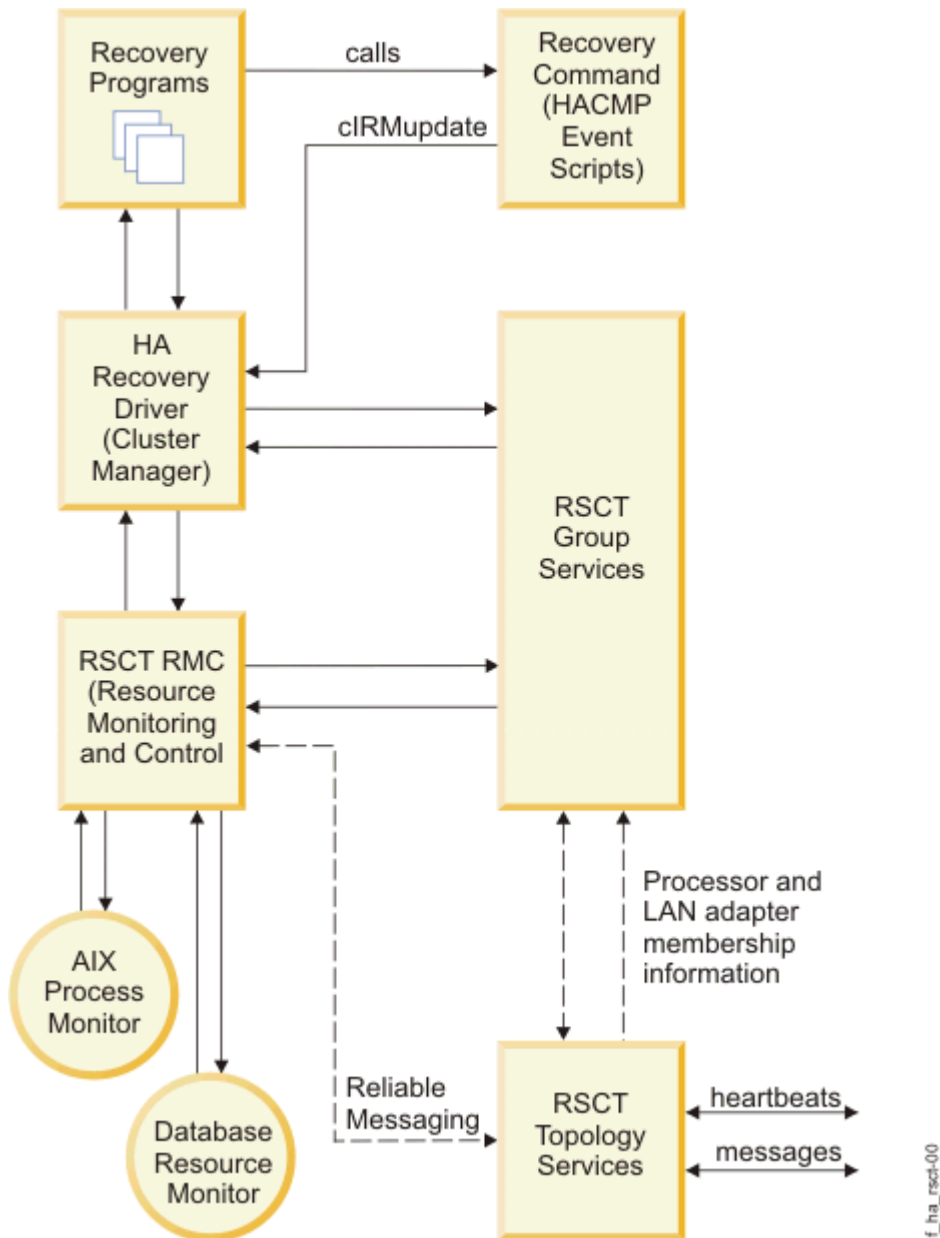 Recovery
Programs
calls
Recovery
Command
(HACMP
Event
Scripts)
clRMupdate
HA
Recovery
Driver
(Cluster
Manager)
RSCT
Group
Services
RSCT RMC
(Resource
Monitoring
and Control
Processor and
LAN adapter
membership
information
AIX
Process
Monitor
Reliable
Messaging
Database
Resource
Monitor
RSCT
Topology
Services
heartbeats
messages
f_ha_rsct-00